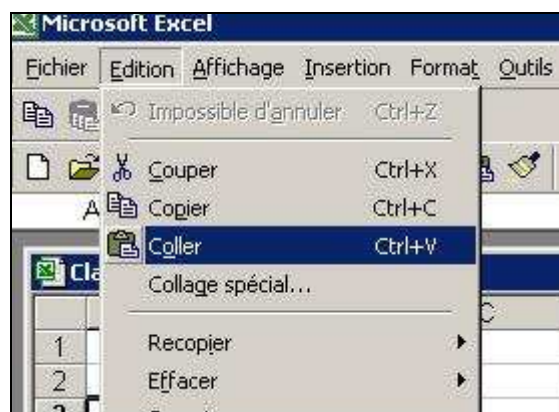 Microsoft Excel
Fichier Edition Affichage Insertion Format Outils
Impossible d'annuler Ctrl+Z
Couper Ctrl+X
A
Copier Ctrl+C
Coller Ctrl+V
Cla
Collage spécial...
C
1
Recopier
2
Effacer